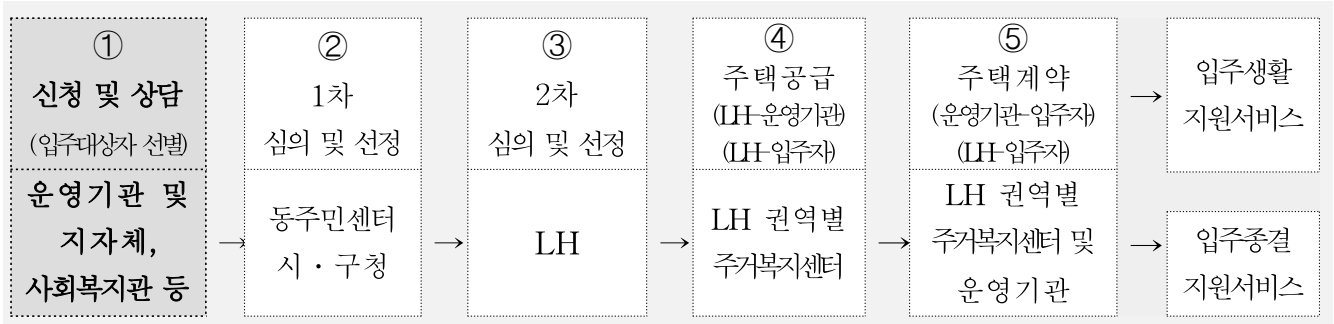 ①
신청 및 상담
(입주대상자 선별)
운영기관 및
지자체,
사회복지관 등
→
②
1차
심의 및 선정
동주민센터
시・구청
→
③
2차
심의 및 선정
LH
→
④
주택공급
(LH-운영기관)
(LH-입주자)
LH 권역별
주거복지센터
→
⑤
주택계약
(운영기관-입주자)
(LH-입주자)
LH 권역별
주거복지센터 및
운영기관
→
입주생활
지원서비스
→
입주종결
지원서비스